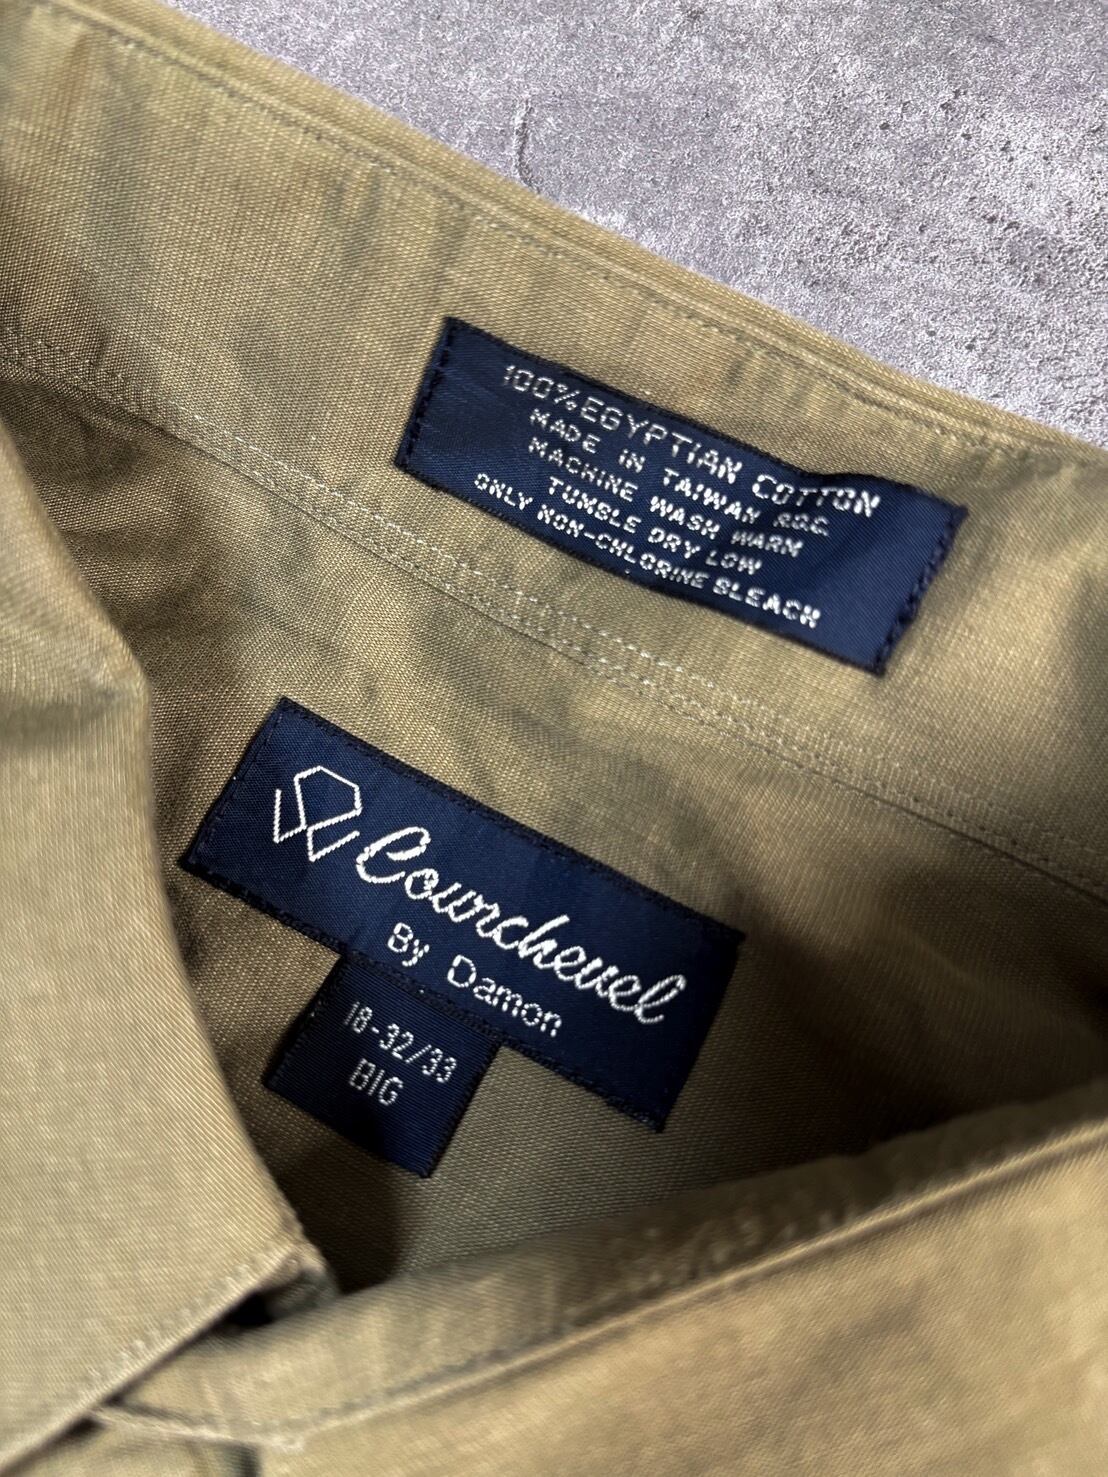 100% EGYPTIAN COTTON
MADE IN TAIWAN R.O.C.
MACHINE WASH WARM
TUMBLE DRY LOW
ONLY NON-CHLORINE BLEACH
Courchevel
By Damon
18-32/33
BIG